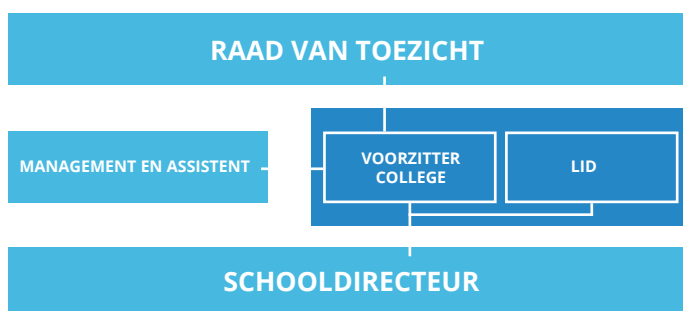 RAAD VAN TOEZICHT
MANAGEMENT EN ASSISTENT
VOORZITTER
COLLEGE
LID
SCHOOLDIRECTEUR